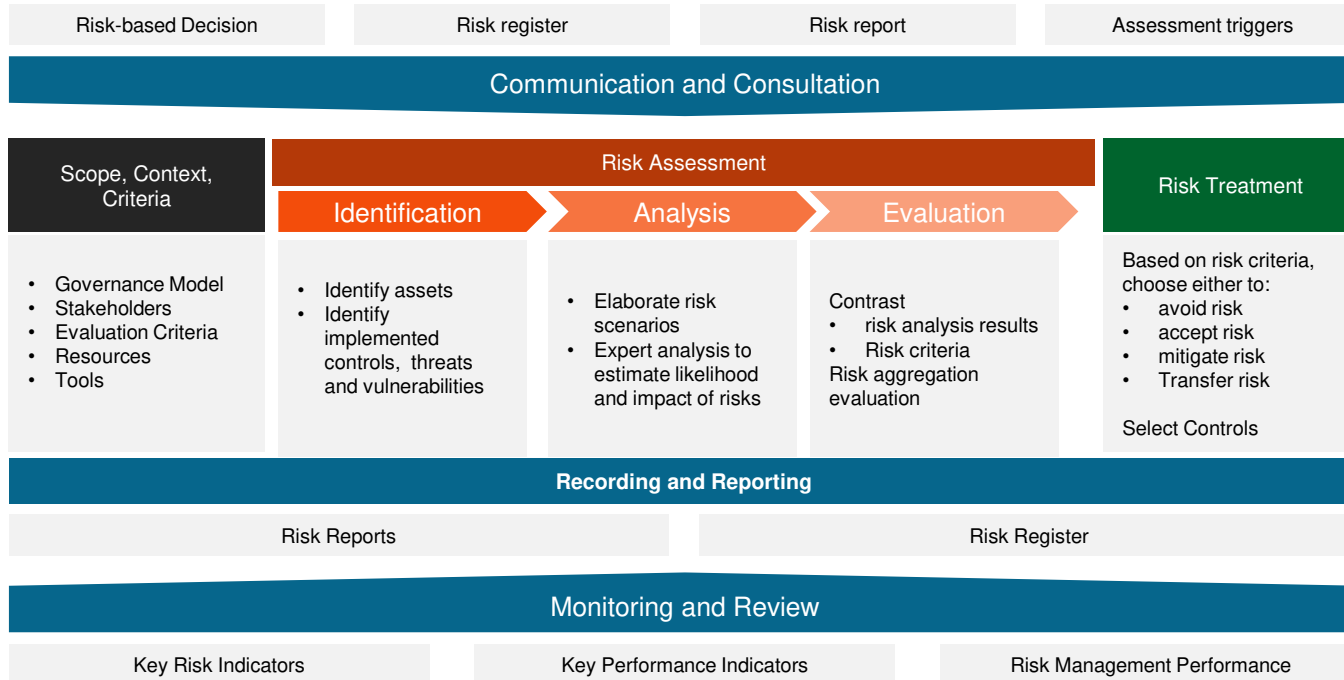 Risk-based Decision
Risk register
Risk report
Assessment triggers
Communication and Consultation
Scope, Context,
Criteria
Risk Assessment
Risk Treatment
Identification
Analysis
Evaluation
• Governance Model
• Stakeholders
• Evaluation Criteria
• Resources
• Tools
• Identify assets
• Identify
implemented
controls, threats
and vulnerabilities
• Elaborate risk
scenarios
• Expert analysis to
estimate likelihood
and impact of risks
Contrast
• risk analysis results
• Risk criteria
Risk aggregation
evaluation
Based on risk criteria,
choose either to:
• avoid risk
• accept risk
• mitigate risk
• Transfer risk
Select Controls
Recording and Reporting
Risk Reports
Risk Register
Monitoring and Review
Key Risk Indicators
Key Performance Indicators
Risk Management Performance